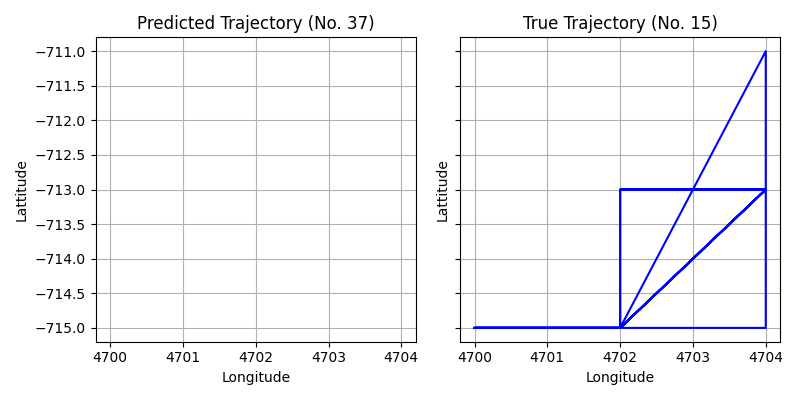 Predicted Trajectory (No. 37)
True Trajectory (No. 15)
−711.0
−711.5
−712.0
−712.5
−713.0
−713.5
−714.0
−714.5
−715.0
Lattitude
Lattitude
4700 4701 4702 4703 4704
4700 4701 4702 4703 4704
Longitude
Longitude